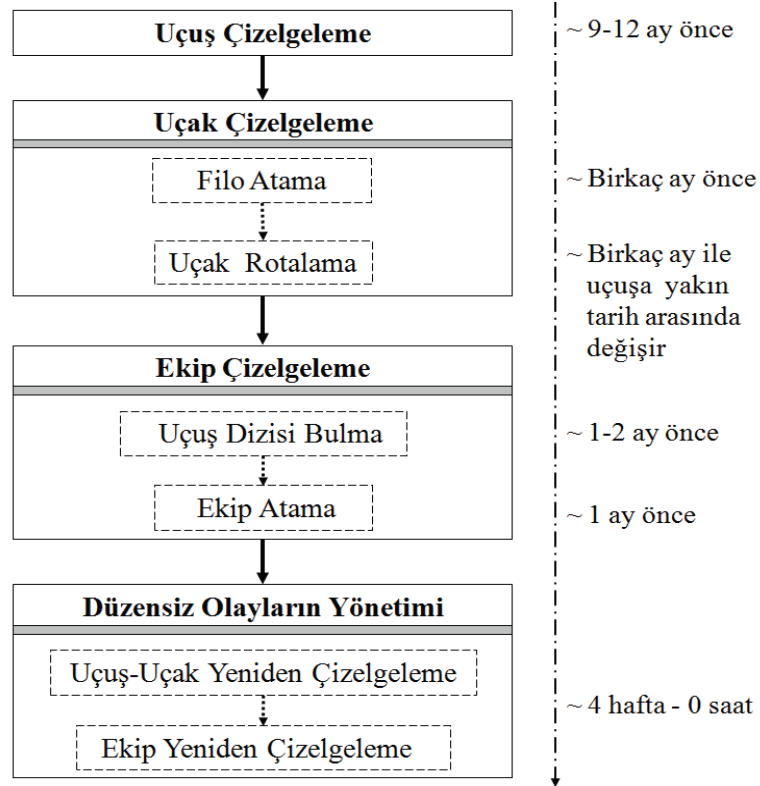 Uçuş Çizelgeleme
~ 9-12 ay önce
Uçak Çizelgeleme
Filo Atama
~ Birkaç ay önce
Uçak Rotalama
~ Birkaç ay ile
uçuşa yakın
tarih arasında
değişir
Ekip Çizelgeleme
Uçuş Dizisi Bulma
~ 1-2 ay önce
Ekip Atama
~ 1 ay önce
Düzensiz Olayların Yönetimi
Uçuş-Uçak Yeniden Çizelgeleme
~ 4 hafta - 0 saat
Ekip Yeniden Çizelgeleme